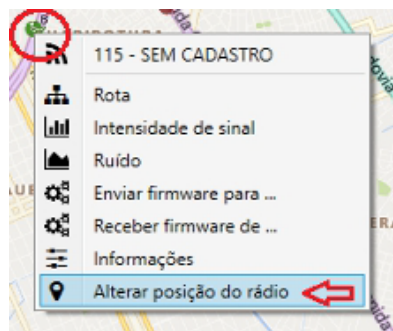 8
115 - SEM CADASTRO
Rota
Intensidade de sinal
Ruído
Enviar firmware para ...
Receber firmware de ...
Informações
Alterar posição do rádio